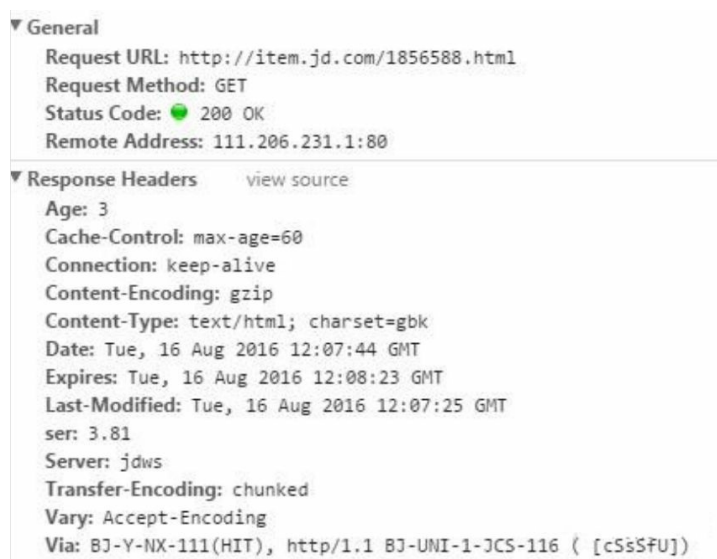 ▼ General
Request URL: http://item.jd.com/1856588.html
Request Method: GET
Status Code: 200 OK
Remote Address: 111.206.231.1:80
▼ Response Headers view source
Age: 3
Cache-Control: max-age=60
Connection: keep-alive
Content-Encoding: gzip
Content-Type: text/html; charset=gbk
Date: Tue, 16 Aug 2016 12:07:44 GMT
Expires: Tue, 16 Aug 2016 12:08:23 GMT
Last-Modified: Tue, 16 Aug 2016 12:07:25 GMT
ser: 3.81
Server: jdws
Transfer-Encoding: chunked
Vary: Accept-Encoding
Via: BJ-Y-NX-111(HIT), http/1.1 BJ-UNI-1-JCS-116 ( [cSsSfU])